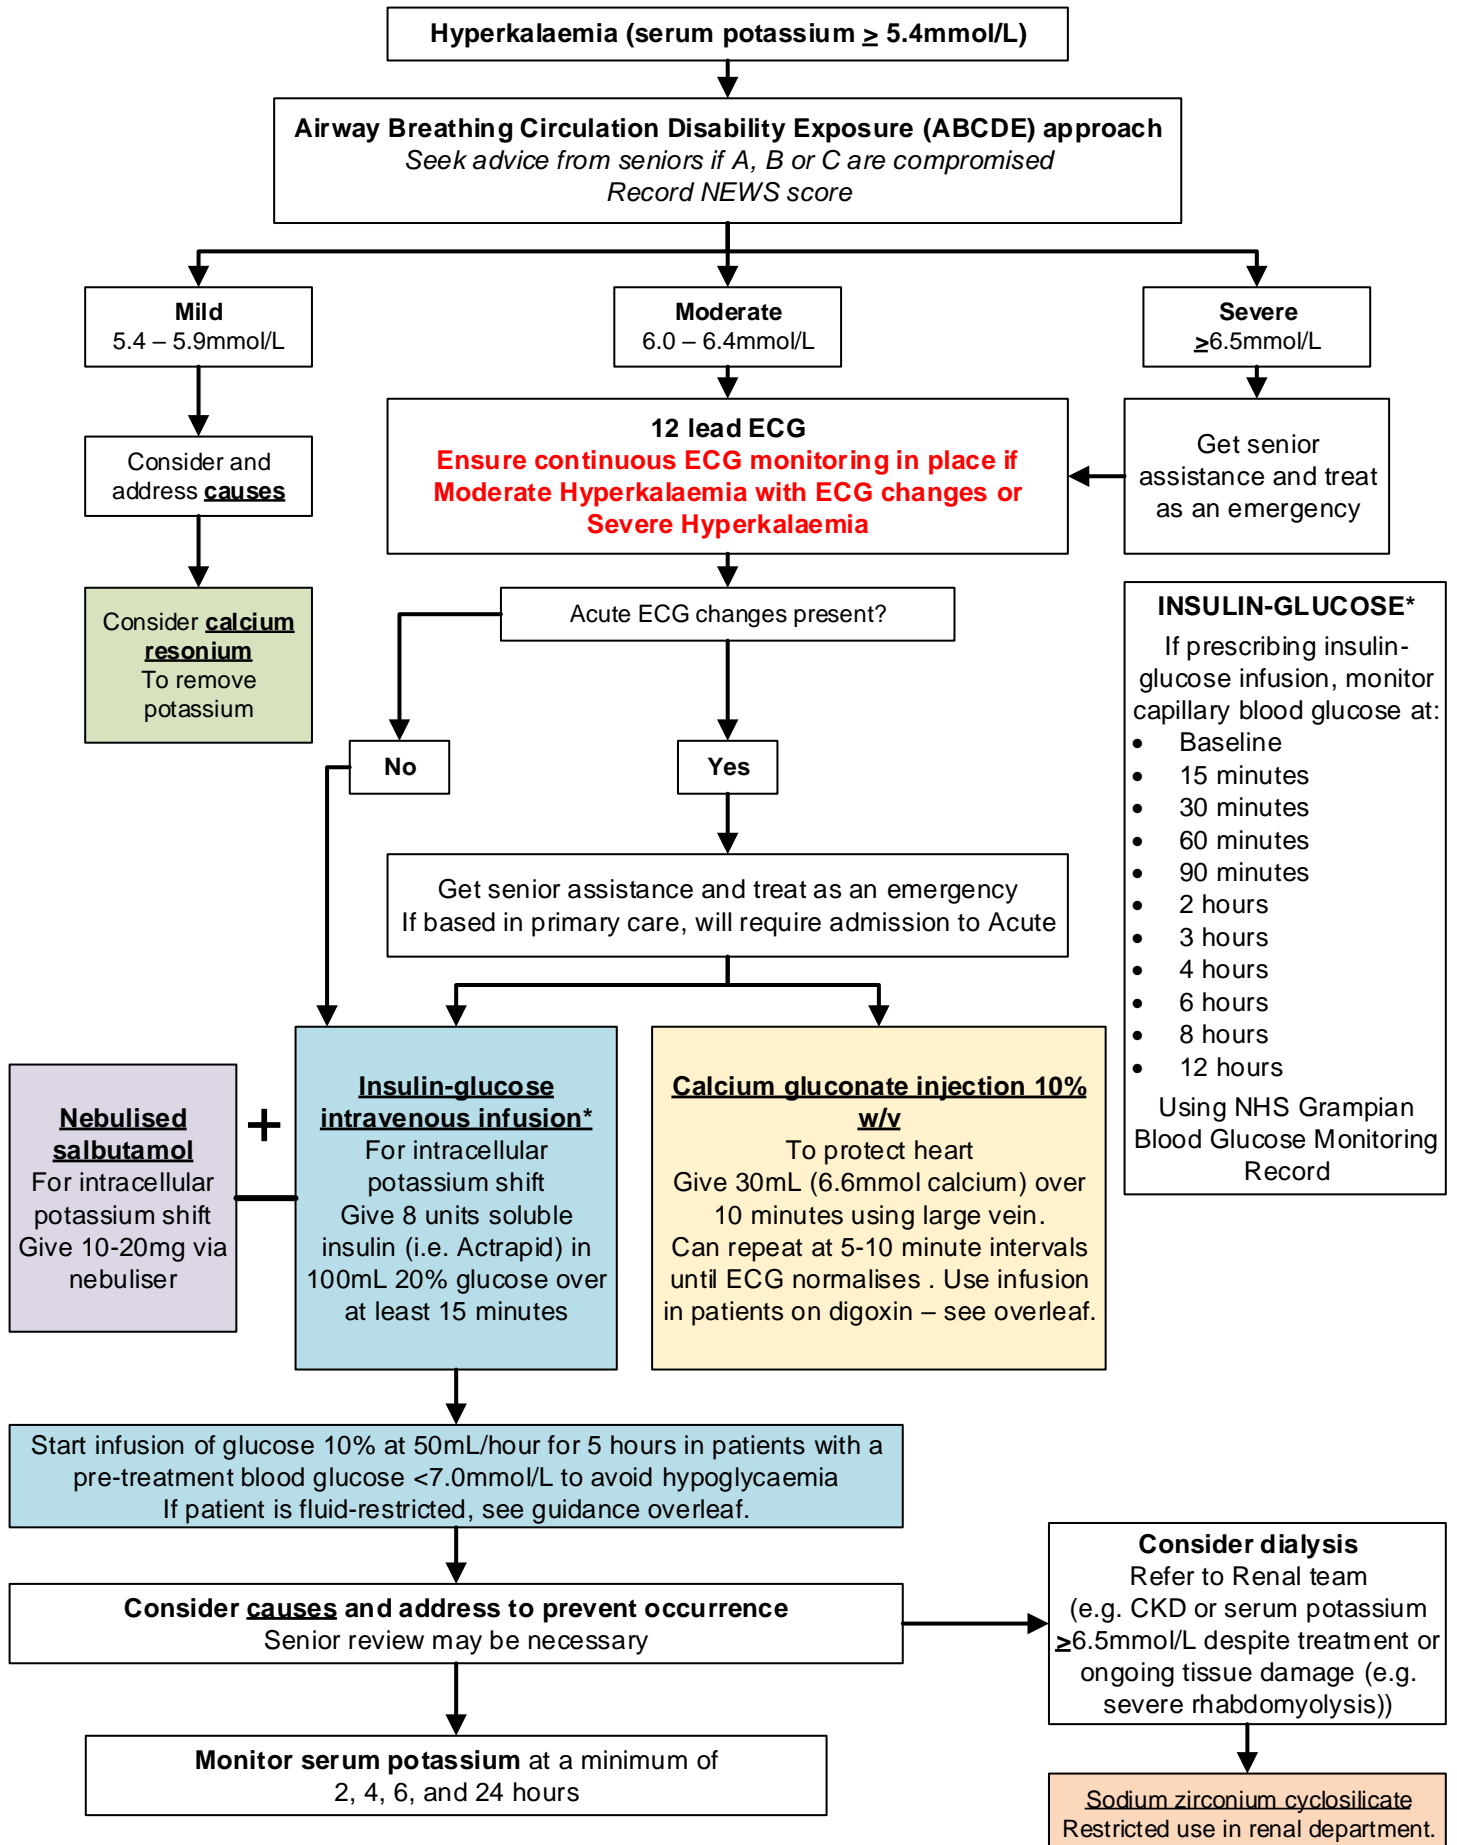 Hyperkalaemia (serum potassium ≥ 5.4mmol/L)
Airway Breathing Circulation Disability Exposure (ABCDE) approach
Seek advice from seniors if A, B or C are compromised
Record NEWS score
Mild
5.4 – 5.9mmol/L
Moderate
6.0 – 6.4mmol/L
Severe
≥6.5mmol/L
Consider and
address causes
12 lead ECG
Ensure continuous ECG monitoring in place if
Moderate Hyperkalaemia with ECG changes or
Severe Hyperkalaemia
Get senior
assistance and treat
as an emergency
Consider calcium
resonium
To remove
potassium
Acute ECG changes present?
No
Yes
INSULIN-GLUCOSE*
If prescribing insulin-
glucose infusion, monitor
capillary blood glucose at:
• Baseline
• 15 minutes
• 30 minutes
• 60 minutes
• 90 minutes
• 2 hours
• 3 hours
• 4 hours
• 6 hours
• 8 hours
• 12 hours
Using NHS Grampian
Blood Glucose Monitoring
Record
Get senior assistance and treat as an emergency
If based in primary care, will require admission to Acute
Nebulised
salbutamol
For intracellular
potassium shift
Give 10-20mg via
nebuliser
+
Insulin-glucose
intravenous infusion*
For intracellular
potassium shift
Give 8 units soluble
insulin (i.e. Actrapid) in
100mL 20% glucose over
at least 15 minutes
Calcium gluconate injection 10%
w/v
To protect heart
Give 30mL (6.6mmol calcium) over
10 minutes using large vein.
Can repeat at 5-10 minute intervals
until ECG normalises . Use infusion
in patients on digoxin – see overleaf.
Start infusion of glucose 10% at 50mL/hour for 5 hours in patients with a
pre-treatment blood glucose <7.0mmol/L to avoid hypoglycaemia
If patient is fluid-restricted, see guidance overleaf.
Consider causes and address to prevent occurrence
Senior review may be necessary
Consider dialysis
Refer to Renal team
(e.g. CKD or serum potassium
≥6.5mmol/L despite treatment or
ongoing tissue damage (e.g.
severe rhabdomyolysis))
Monitor serum potassium at a minimum of
2, 4, 6, and 24 hours
Sodium zirconium cyclosilicate
Restricted use in renal department.